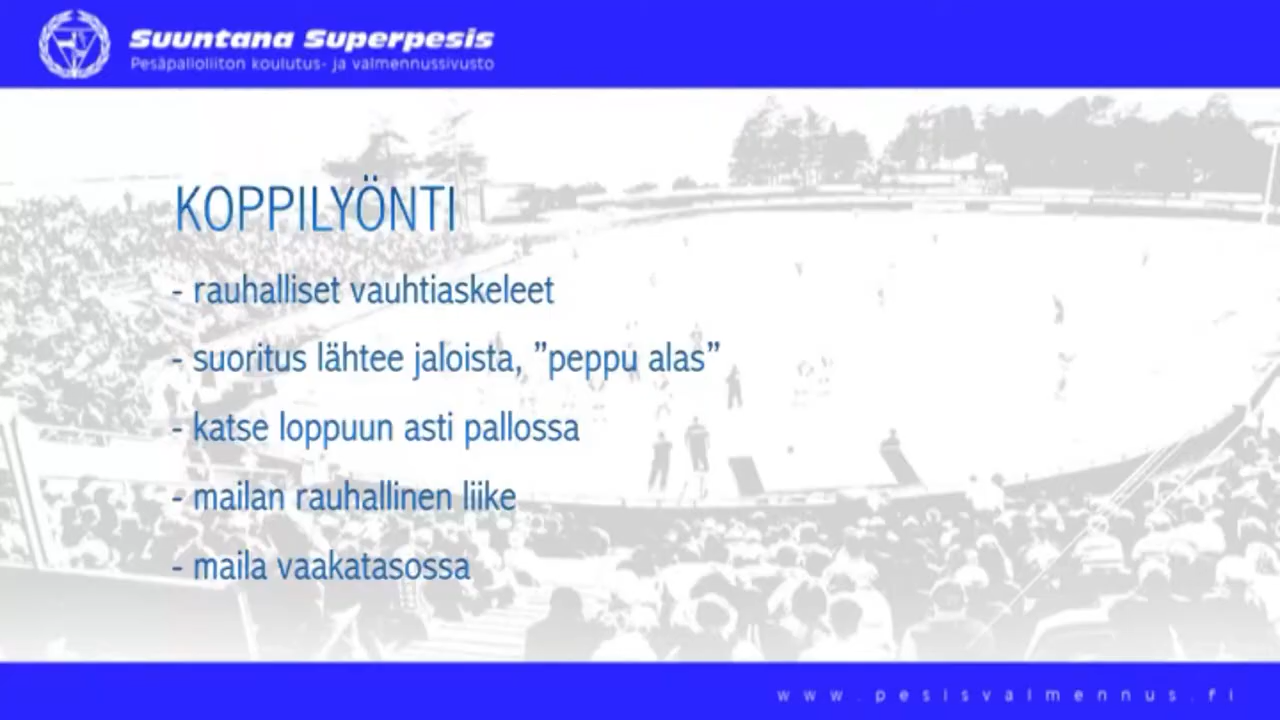 Suuntana Superpesis
Pesäpalloliiton koulutus- ja valmennussivusto
KOPPILYÖNTI
- rauhalliset vauhtiaskeleet
- suoritus lähtee jaloista, ”peppu alas”
- katse loppuun asti pallossa
- mailan rauhallinen liike
- maila vaakatasossa
www.pesisvalmennus.fi